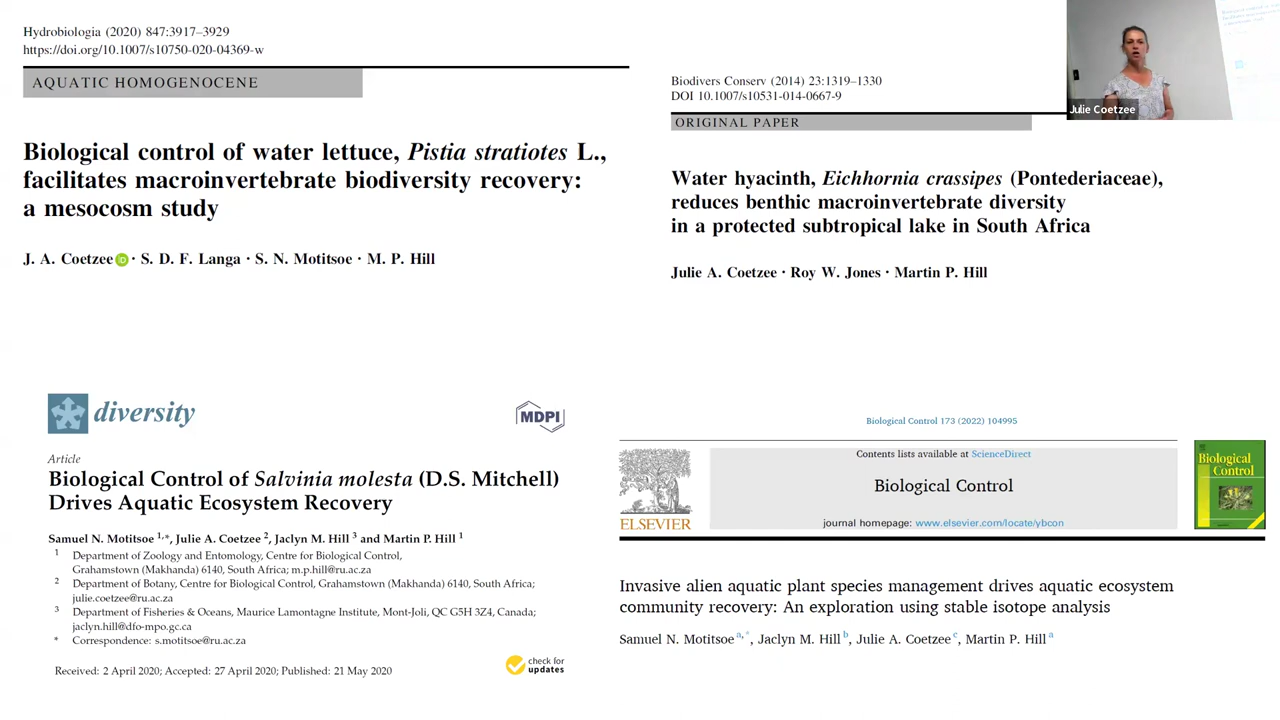 Hydrobiologia (2020) 847:3917–3929
https://doi.org/10.1007/s10750-020-04369-w
AQUATIC HOMOGENOCENE
Biological control of water lettuce, Pistia stratiotes L.,
facilitates macroinvertebrate biodiversity recovery:
a mesocosm study
J. A. Coetzee iD · S. D. F. Langa · S. N. Motitsoe · M. P. Hill
Biodivers Conserv (2014) 23:1319–1330
DOI 10.1007/s10531-014-0667-9
ORIGINAL PAPER
Water hyacinth, Eichhornia crassipes (Pontederiaceae),
reduces benthic macroinvertebrate diversity
in a protected subtropical lake in South Africa
Julie A. Coetzee · Roy W. Jones · Martin P. Hill
Julie Coetzee
diversity
MDPI
Article
Biological Control of Salvinia molesta (D.S. Mitchell)
Drives Aquatic Ecosystem Recovery
Samuel N. Motitsoe 1,*, Julie A. Coetzee 2, Jaclyn M. Hill 3 and Martin P. Hill 1
1 Department of Zoology and Entomology, Centre for Biological Control,
Grahamstown (Makhanda) 6140, South Africa; m.p.hill@ru.ac.za
2 Department of Botany, Centre for Biological Control, Grahamstown (Makhanda) 6140, South Africa;
julie.coetzee@ru.ac.za
3 Department of Fisheries & Oceans, Maurice Lamontagne Institute, Mont-Joli, QC G5H 3Z4, Canada;
jaclyn.hill@dfo-mpo.gc.ca
* Correspondence: s.motitsoe@ru.ac.za
Received: 2 April 2020; Accepted: 27 April 2020; Published: 21 May 2020
check for
updates
Biological Control 173 (2022) 104995
Contents lists available at ScienceDirect
Biological Control
journal homepage: www.elsevier.com/locate/ybcon
ELSEVIER
Biological
Control
Invasive alien aquatic plant species management drives aquatic ecosystem
community recovery: An exploration using stable isotope analysis
Samuel N. Motitsoe a,*, Jaclyn M. Hill b, Julie A. Coetzee c, Martin P. Hill a